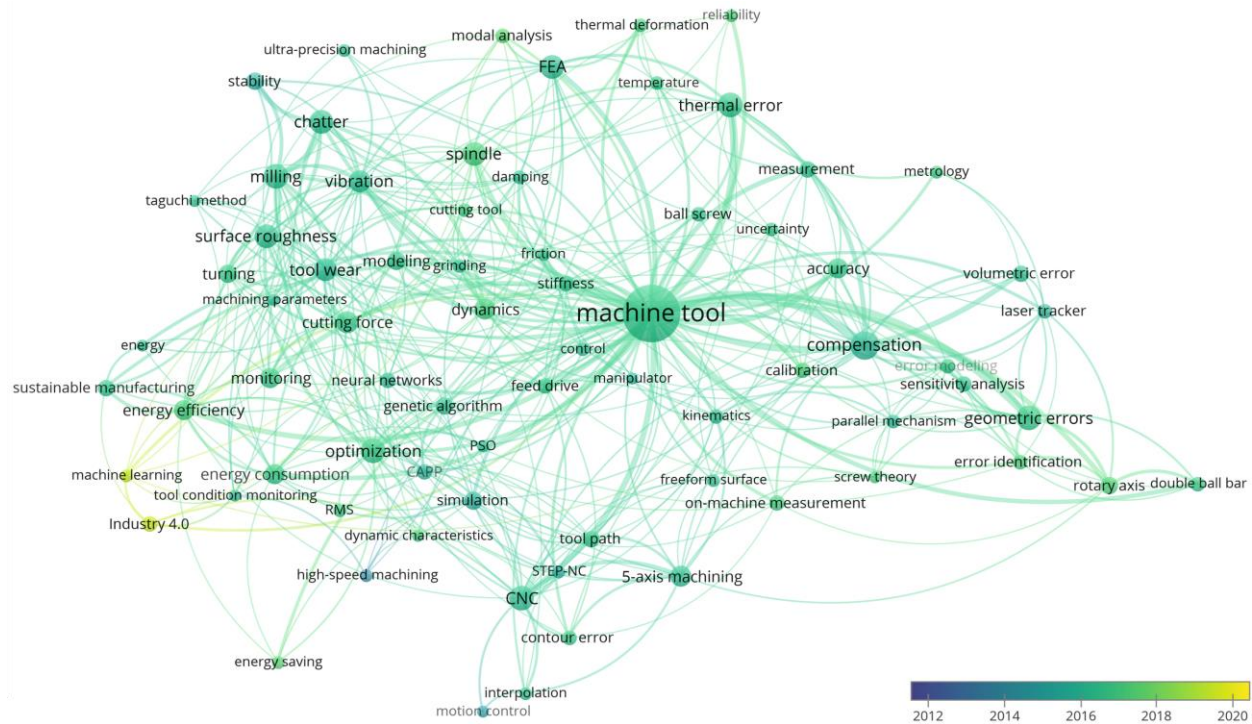 reliability
thermal deformation
modal analysis
ultra-precision machining
FEA
stability
temperature
thermal error
chatter
spindle
measurement
metrology
milling
vibration
damping
taguchi method
cutting tool
ball screw
uncertainty
surface roughness
friction
tool wear
modeling
grinding
accuracy
volumetric error
turning
stiffness
machining parameters
dynamics
machine tool
laser tracker
cutting force
energy
control
compensation
error modeling
sustainable manufacturing
monitoring
neural networks
feed drive
manipulator
calibration
sensitivity analysis
energy efficiency
genetic algorithm
kinematics
parallel mechanism
geometric errors
optimization
PSO
machine learning
energy consumption
CAPP
freeform surface
screw theory
error identification
tool condition monitoring
simulation
on-machine measurement
rotary axis
double ball bar
Industry 4.0
RMS
dynamic characteristics
tool path
high-speed machining
STEP-NC
5-axis machining
CNC
contour error
energy saving
interpolation
motion control
2012 2014 2016 2018 2020